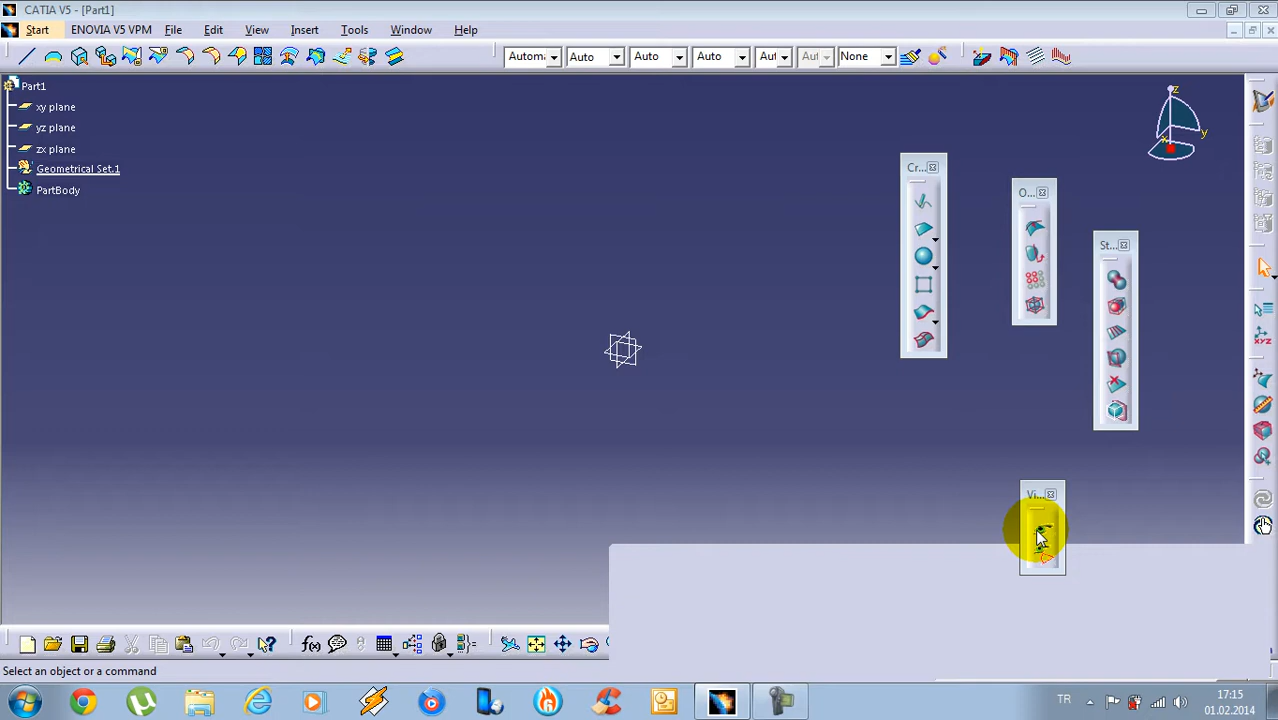 CATIA V5 - [Part1]
Start ENOVIA V5 VPM File Edit View Insert Tools Window Help
Automa Auto Auto Auto Aut Aut None
Part1
xy plane
yz plane
zx plane
Geometrical Set.1
PartBody
z
y
x
Cr...
O...
St...
Vi...
XYZ
f(x)
Select an object or a command
TR
17:15
01.02.2014